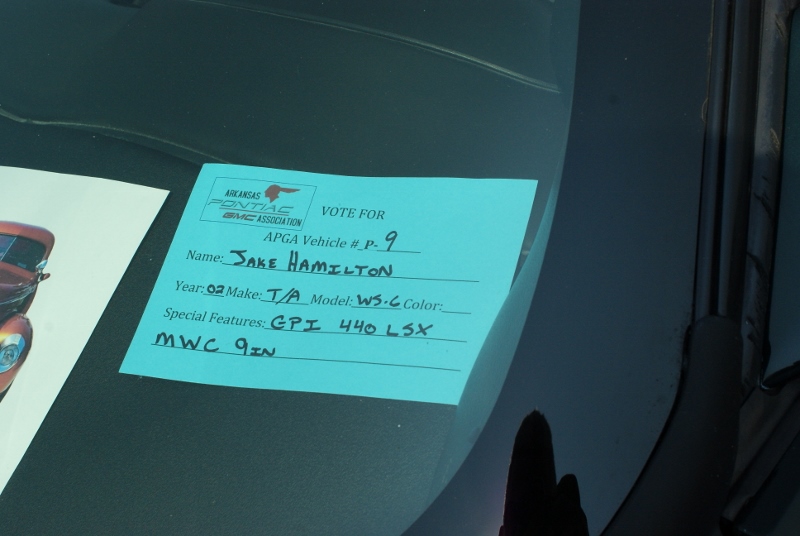 ARKANSAS
PONTIAC
GMC ASSOCIATION
VOTE FOR
APGA Vehicle # P- 9
Name: JAKE HAMILTON
Year: 02 Make: T/A Model: WS-6 Color:
Special Features: GPI 440 LSX
MWC 9IN